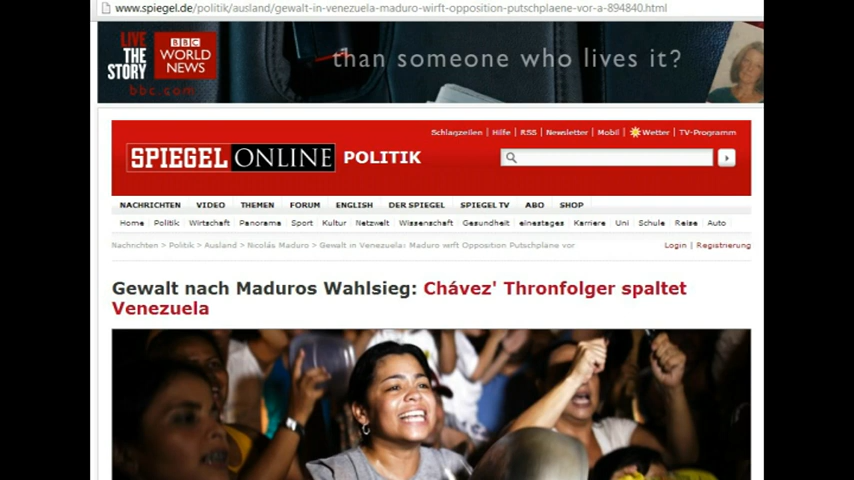 www.spiegel.de/politik/ausland/gewalt-in-venezuela-maduro-wirft-opposition-putschplaene-vor-a-894840.html
LIVE THE STORY
BBC WORLD NEWS
bbc.com
than someone who lives it?
Schlagzeilen | Hilfe | RSS | Newsletter | Mobil | Wetter | TV-Programm
SPIEGEL ONLINE POLITIK
NACHRICHTEN VIDEO THEMEN FORUM ENGLISH DER SPIEGEL SPIEGEL TV ABO SHOP
Home Politik Wirtschaft Panorama Sport Kultur Netzwelt Wissenschaft Gesundheit einestages Karriere Uni Schule Reise Auto
Nachrichten > Politik > Ausland > Nicolás Maduro > Gewalt in Venezuela: Maduro wirft Opposition Putschpläne vor
Login | Registrierung
Gewalt nach Maduros Wahlsieg: Chávez' Thronfolger spaltet
Venezuela